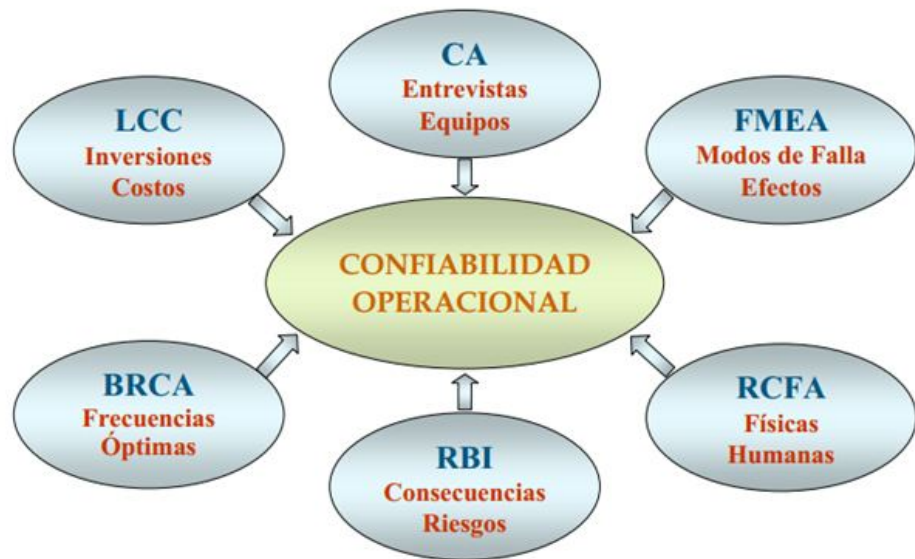 CA
Entrevistas
Equipos
LCC
Inversiones
Costos
FMEA
Modos de Falla
Efectos
CONFIABILIDAD
OPERACIONAL
BRCA
Frecuencias
Óptimas
RBI
Consecuencias
Riesgos
RCFA
Físicas
Humanas